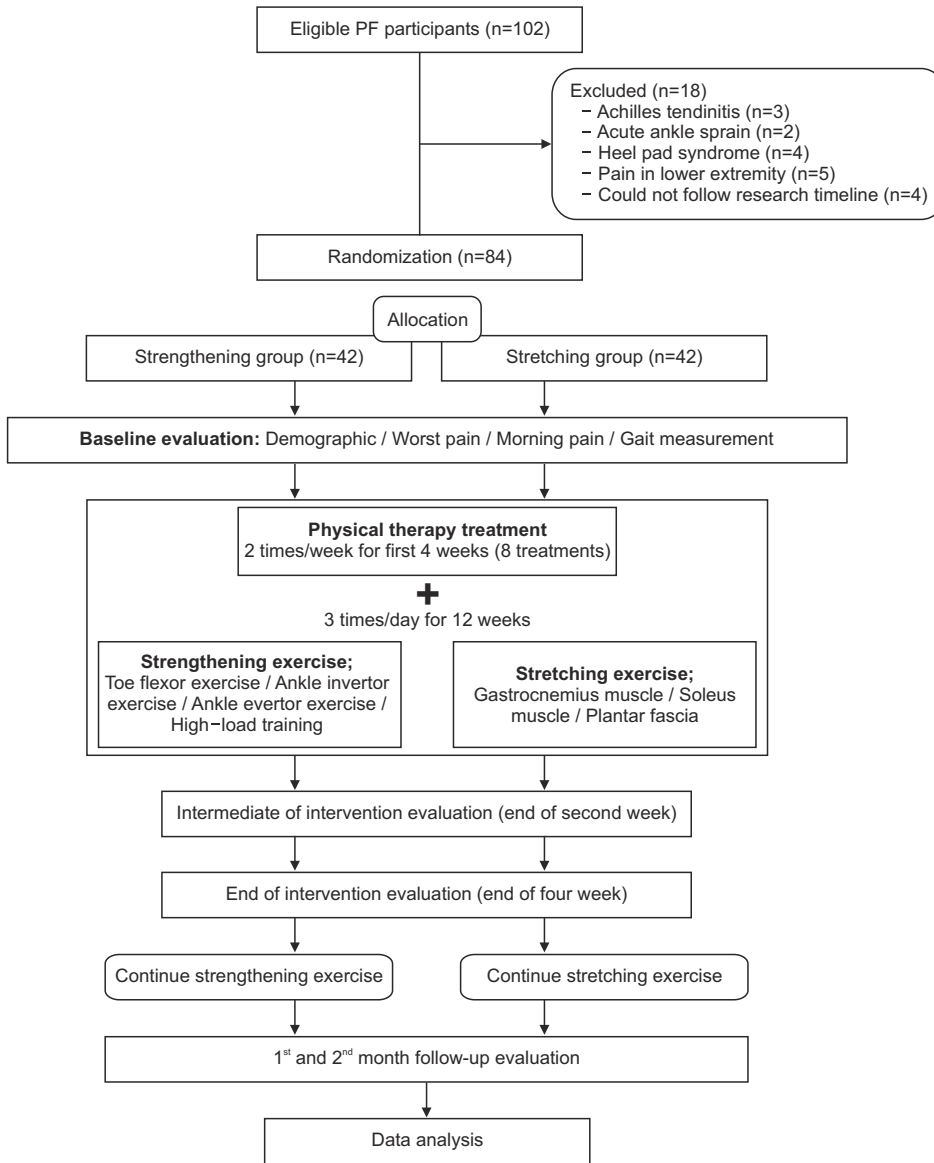 Eligible PF participants (n=102)
Excluded (n=18)
− Achilles tendinitis (n=3)
− Acute ankle sprain (n=2)
− Heel pad syndrome (n=4)
− Pain in lower extremity (n=5)
− Could not follow research timeline (n=4)
Randomization (n=84)
Allocation
Strengthening group (n=42)
Stretching group (n=42)
Baseline evaluation: Demographic / Worst pain / Morning pain / Gait measurement
Physical therapy treatment
2 times/week for first 4 weeks (8 treatments)
+
3 times/day for 12 weeks
Strengthening exercise;
Toe flexor exercise / Ankle invertor
exercise / Ankle evertor exercise /
High−load training
Stretching exercise;
Gastrocnemius muscle / Soleus
muscle / Plantar fascia
Intermediate of intervention evaluation (end of second week)
End of intervention evaluation (end of four week)
Continue strengthening exercise
Continue stretching exercise
1st and 2nd month follow-up evaluation
Data analysis